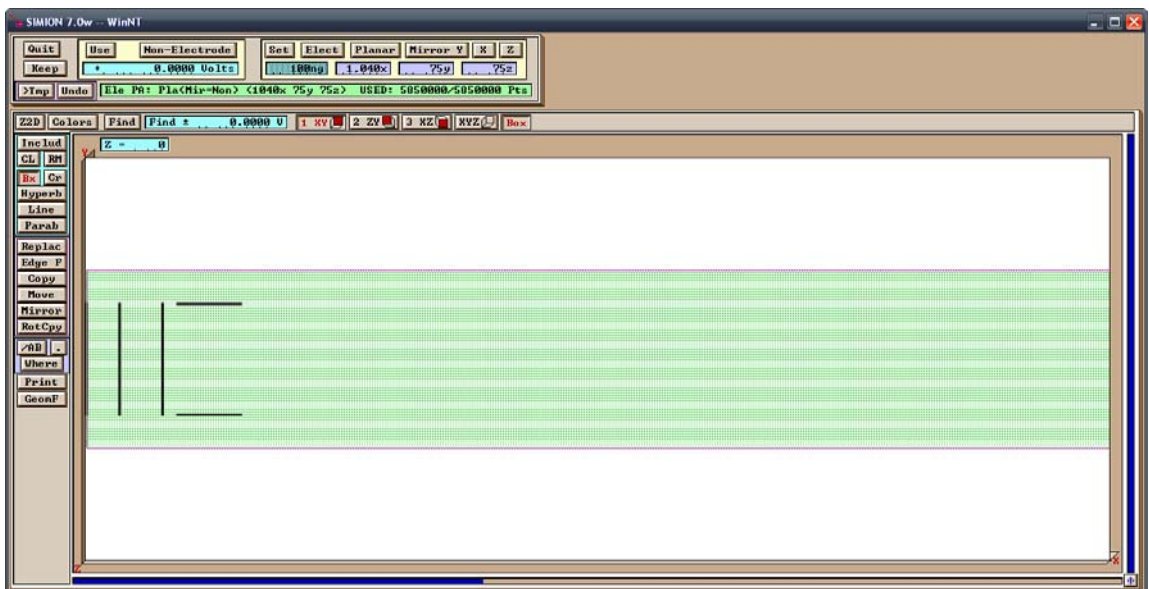 SIMION 7.0w -- WinNT
Quit Use Non-Electrode Set Elect Planar Mirror Y X Z
Keep 0.0000 Volts 100ng 1.040x 75y 75z
>Tmp Undo Ele PA: Pla(Mir=Non) (1040x 75y 75z) USED: 5850000/5850000 Pts
Z2D Colors Find Find ± 0.0000 V 1 XY 2 ZY 3 XZ XYZ Box
Includ Z = 0
CL RM Y
Bx Cr
Hyperb
Line
Parab
Replac
Edge F
Copy
Move
Mirror
RotCpy
/AB .
Where
Print
GeomF
Z X